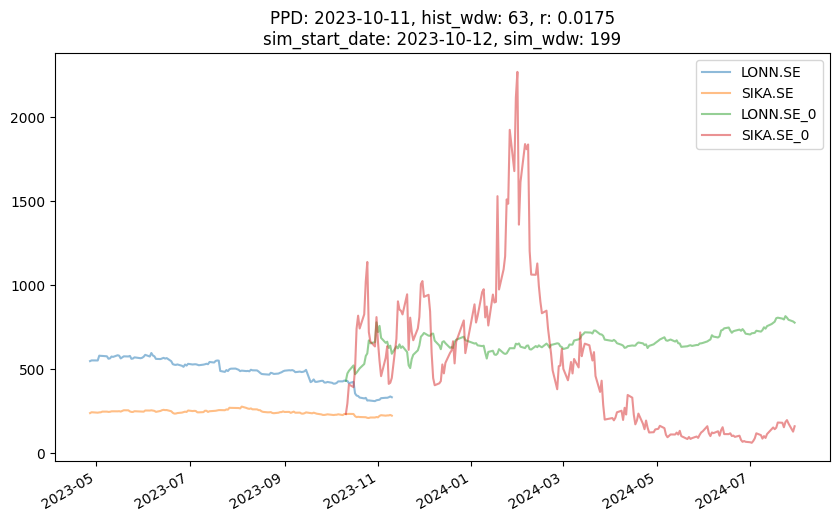 PPD: 2023-10-11, hist_wdw: 63, r: 0.0175
sim_start_date: 2023-10-12, sim_wdw: 199
LONN.SE
SIKA.SE
LONN.SE_0
SIKA.SE_0
2000
1500
1000
500
0
2023-05
2023-07
2023-09
2023-11
2024-01
2024-03
2024-05
2024-07